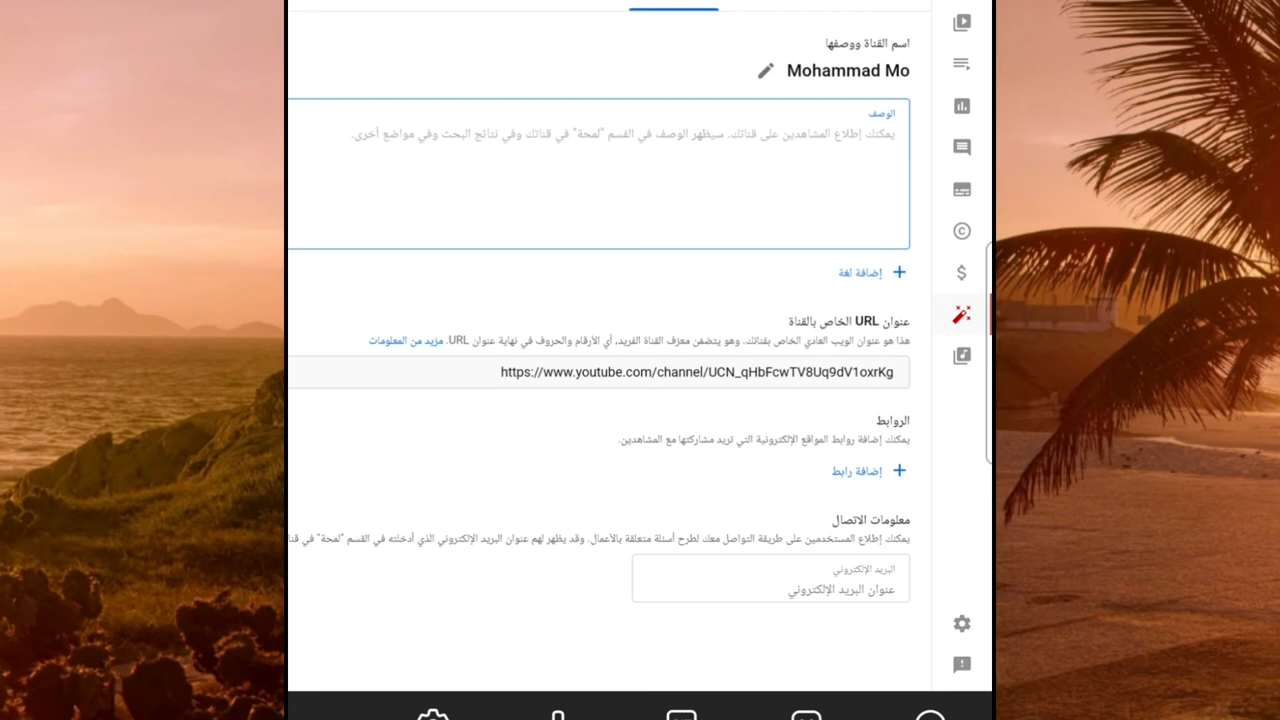 اسم القناة ووصفها
Mohammad Mo
الوصف
يمكنك إطلاع المشاهدين على قناتك. سيظهر الوصف في القسم "لمحة" في قناتك وفي نتائج البحث وفي مواضع أخرى.
إضافة لغة
عنوان URL الخاص بالقناة
هذا هو عنوان الويب العادي الخاص بقناتك. وهو يتضمن معرّف القناة الفريد، أي الأرقام والحروف في نهاية عنوان URL. مزيد من المعلومات
https://www.youtube.com/channel/UCN_qHbFcwTV8Uq9dV1oxrKg
الروابط
يمكنك إضافة روابط المواقع الإلكترونية التي تريد مشاركتها مع المشاهدين.
إضافة رابط
معلومات الاتصال
يمكنك إطلاع المستخدمين على طريقة التواصل معك لطرح أسئلة متعلقة بالأعمال. وقد يظهر لهم عنوان البريد الإلكتروني الذي أدخلته في القسم "لمحة" في قنا
البريد الإلكتروني
عنوان البريد الإلكتروني